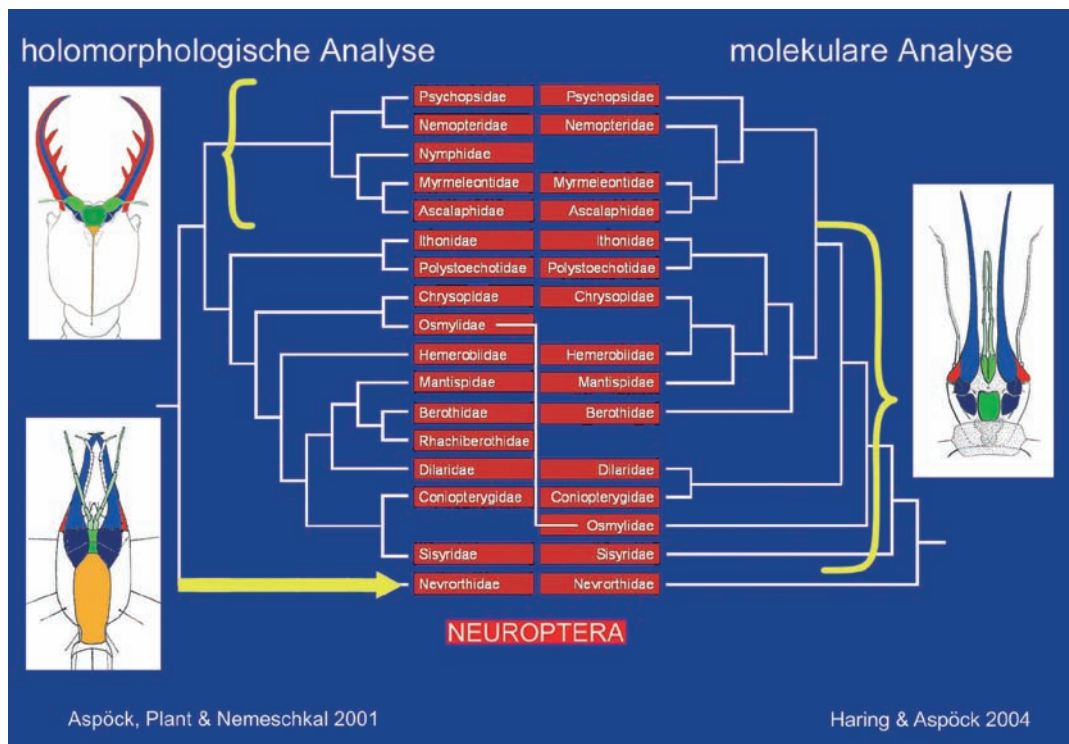 holomorphologische Analyse
molekulare Analyse
Psychopsidae Psychopsidae
Nemopteridae Nemopteridae
Nymphidae
Myrmeleontidae Myrmeleontidae
Ascalaphidae Ascalaphidae
Ithonidae Ithonidae
Polystoechotidae Polystoechotidae
Chrysopidae Chrysopidae
Osmylidae
Hemerobiidae Hemerobiidae
Mantispidae Mantispidae
Berothidae Berothidae
Rhachiberothidae
Dilaridae Dilaridae
Coniopterygidae Coniopterygidae
Osmylidae
Sisyridae Sisyridae
Nevrorthidae Nevrorthidae
NEUROPTERA
Aspöck, Plant & Nemeschkal 2001
Haring & Aspöck 2004